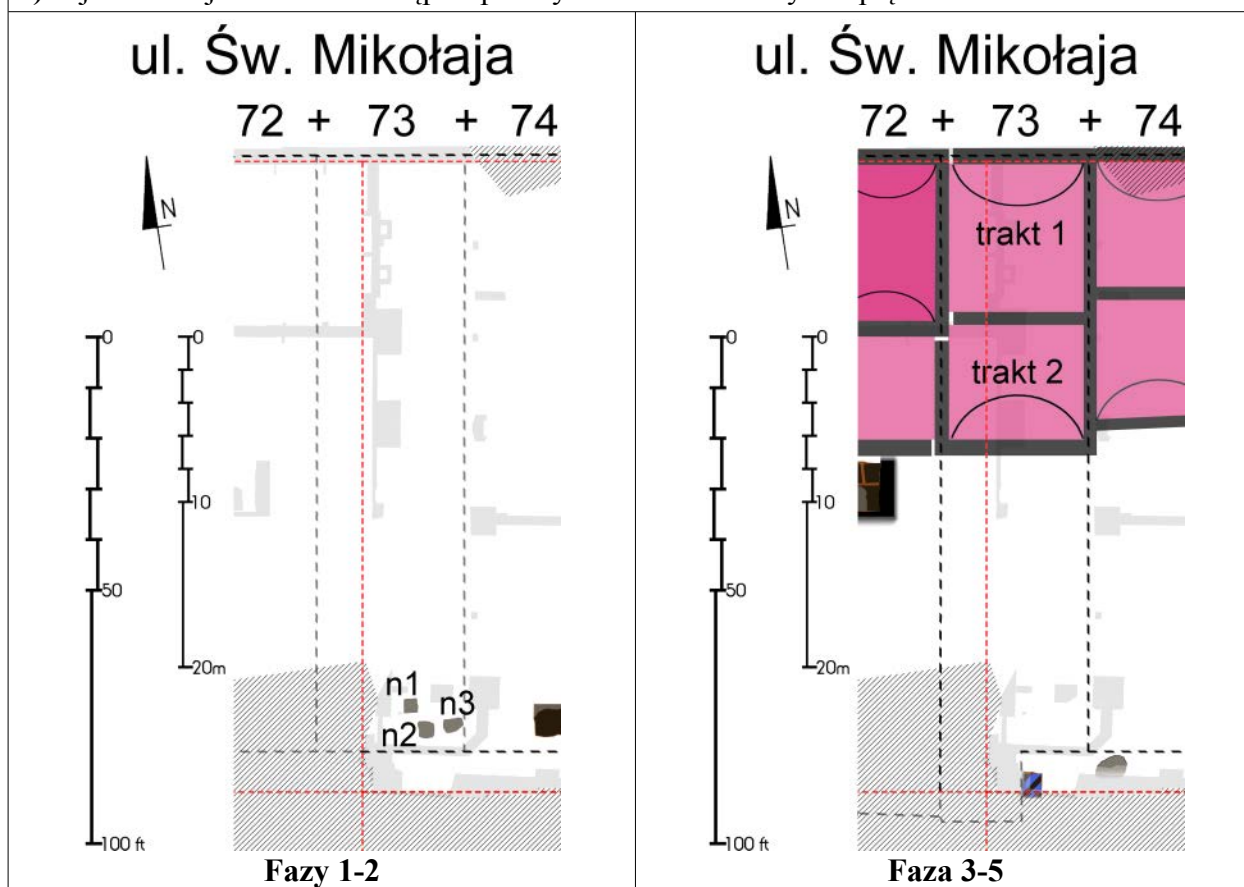 ul. Św. Mikołaja
72 + 73 + 74
N
0
0
10
50
20m
n1
n3
n2
100 ft
Fazy 1-2
ul. Św. Mikołaja
72 + 73 + 74
trakt 1
N
0
0
trakt 2
10
50
20m
100 ft
Faza 3-5